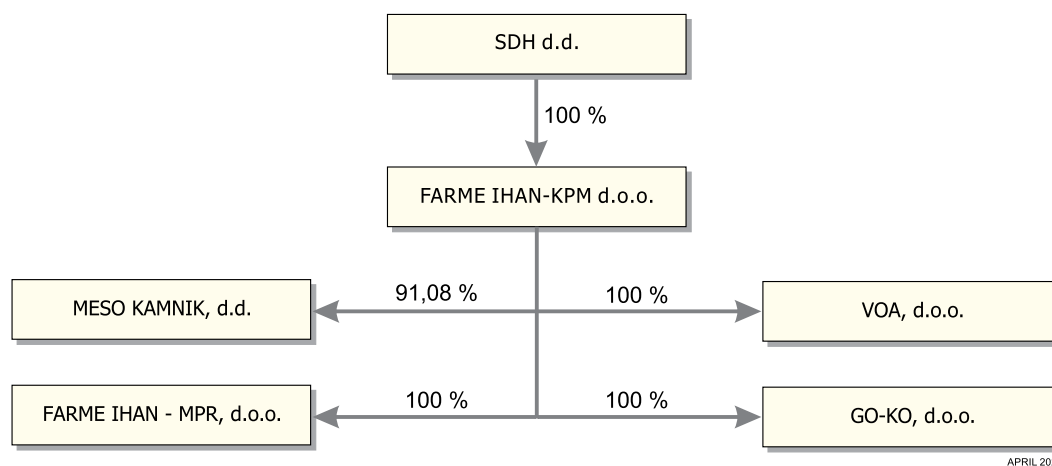 SDH d.d.
100 %
FARME IHAN-KPM d.o.o.
91,08 %
100 %
MESO KAMNIK, d.d.
VOA, d.o.o.
100 %
100 %
FARME IHAN - MPR, d.o.o.
GO-KO, d.o.o.
APRIL 20